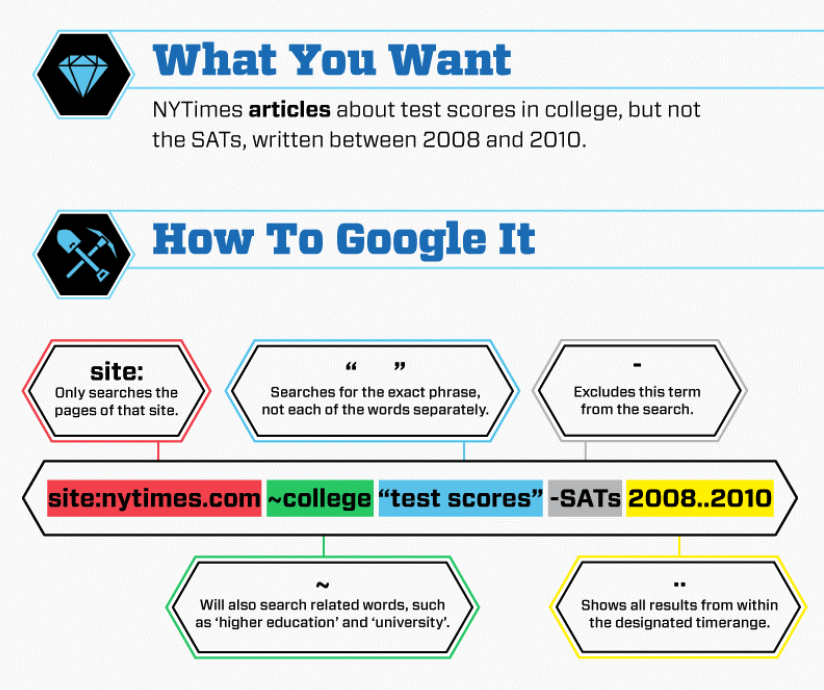 What You Want
NYTimes articles about test scores in college, but not
the SATs, written between 2008 and 2010.
How To Google It
site:
Only searches the
pages of that site.
“ ”
Searches for the exact phrase,
not each of the words separately.
-
Excludes this term
from the search.
site:nytimes.com ~college “test scores” -SATs 2008..2010
~
Will also search related words, such
as ‘higher education’ and ‘university’.
..
Shows all results from within
the designated timerange.